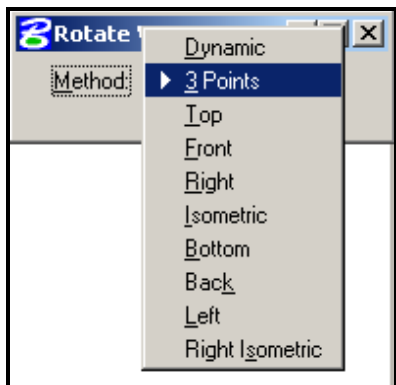 Rotate
Method:
Dynamic
3 Points
Top
Front
Right
Isometric
Bottom
Back
Left
Right Isometric